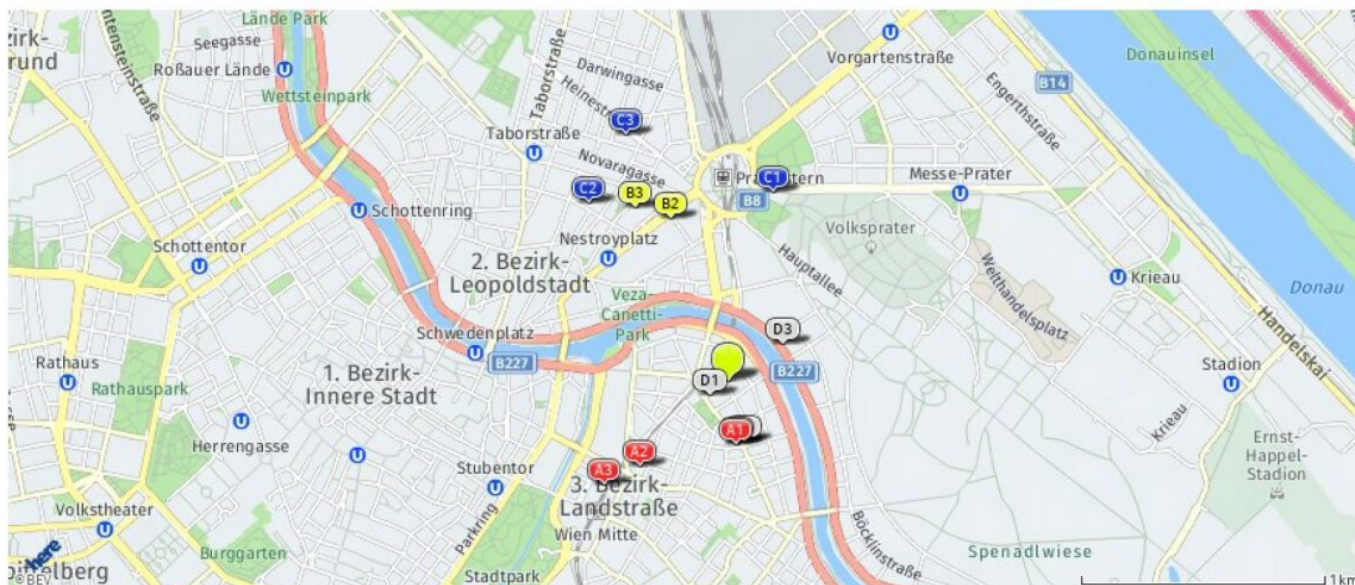 Lände Park
Seegasse
Roßauer Lände
Wettsteinpark
Taborstraße
Darwingasse
Taborstraße
C3
Novaragasse
C2
B3
B2
C1
B8
Vorgartenstraße
Engerthstraße
B14
Donauinsel
Messe-Prater
Schottenring
Schottentor
Nestroyplatz
2. Bezirk-
Leopoldstadt
Volksprater
Hauptallee
Welthandelsplatz
Krieau
Donau
Handelskai
Veza-
Canetti-
Park
Schwedenplatz
B227
D3
D1
B227
Rathaus
Rathauspark
1. Bezirk-
Innere Stadt
Stadion
Krieau
Herrengasse
A1
A2
A3
Ernst-
Happel-
Stadion
Stubentor
3. Bezirk-
Landstraße
Volkstheater
Parkring
Wien Mitte
Böcklinstraße
Burggarten
Spenadlwiese
Stadtpark
here
© BEV
1km